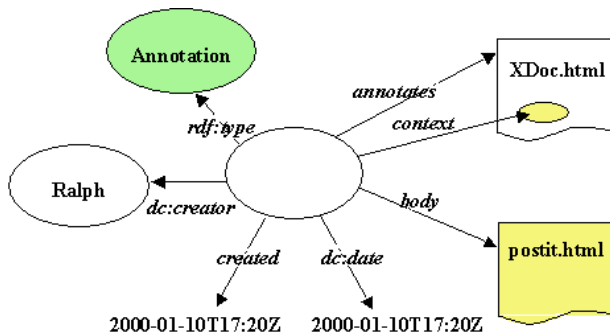 Annotation
XDoc.html
annotates
context
rdf:type
Ralph
dc:creator
body
created
dc:date
postit.html
2000-01-10T17:20Z
2000-01-10T17:20Z